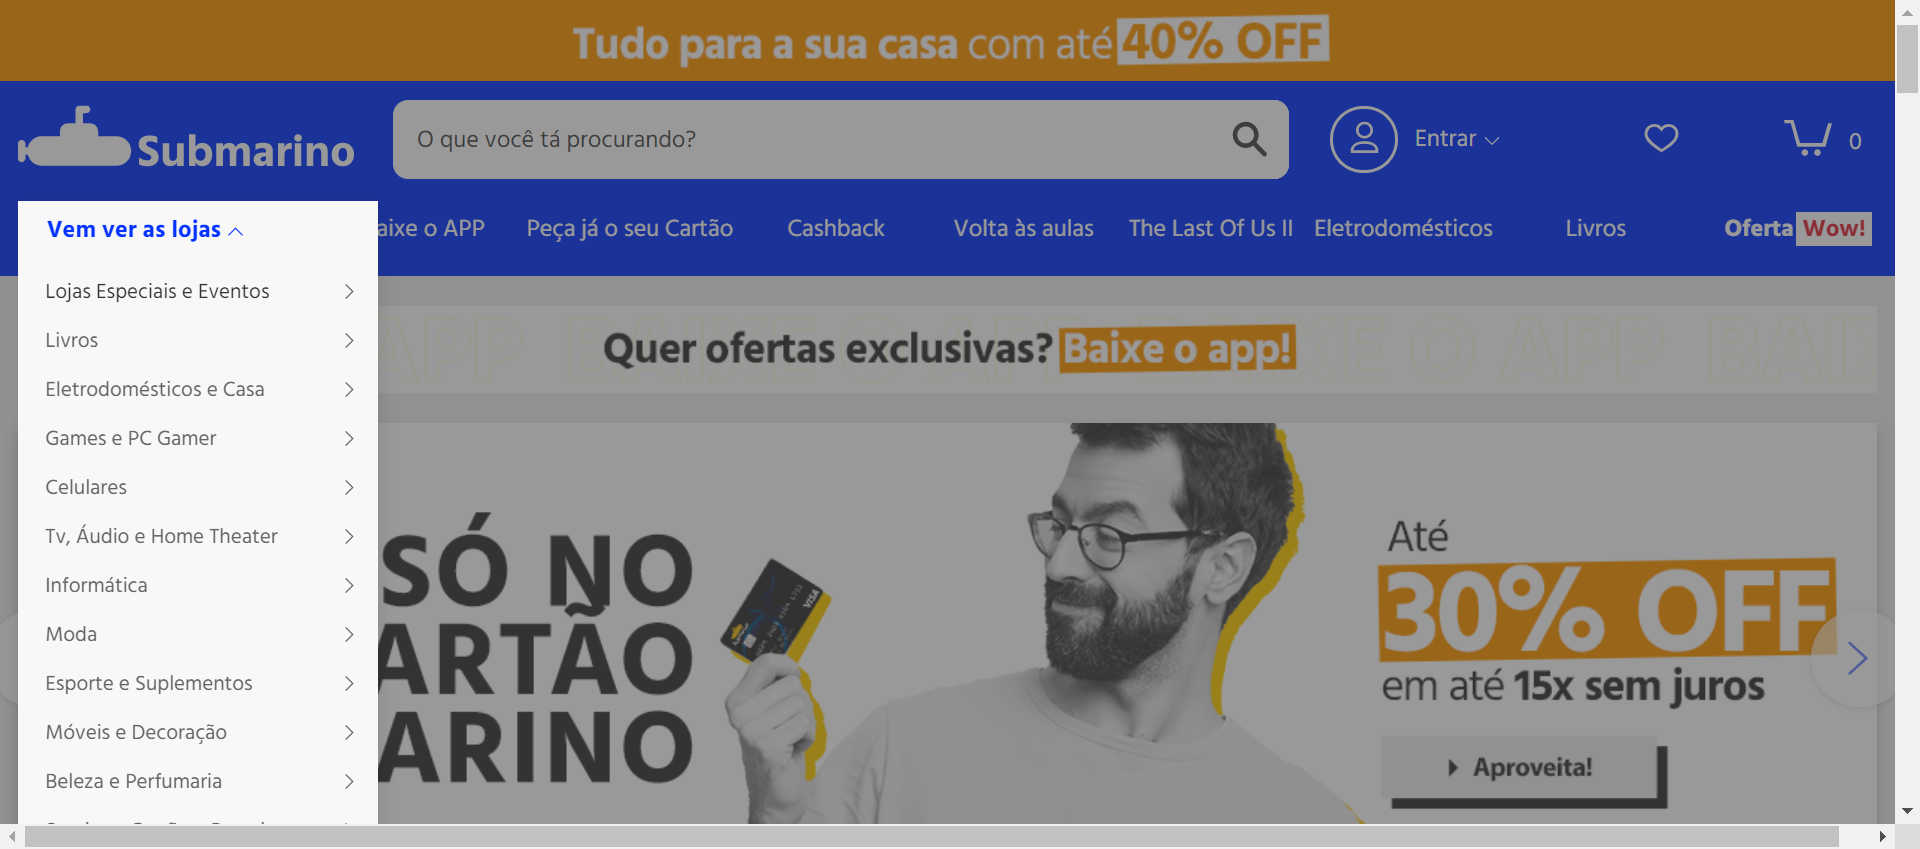 Tudo para a sua casa com até 40% OFF
Submarino
O que você tá procurando?
Entrar
0
Vem ver as lojas
aixe o APP
Peça já o seu Cartão
Cashback
Volta às aulas
The Last Of Us II
Eletrodomésticos
Livros
Oferta Wow!
Lojas Especiais e Eventos
Livros
Eletrodomésticos e Casa
Games e PC Gamer
Celulares
Tv, Áudio e Home Theater
Informática
Moda
Esporte e Suplementos
Móveis e Decoração
Beleza e Perfumaria
APP BAIXE O APP BAIXE O APP BAIX
Quer ofertas exclusivas? Baixe o app!
SÓ NO
ARTÃO
ARINO
VISA
Até
30% OFF
em até 15x sem juros
Aproveita!